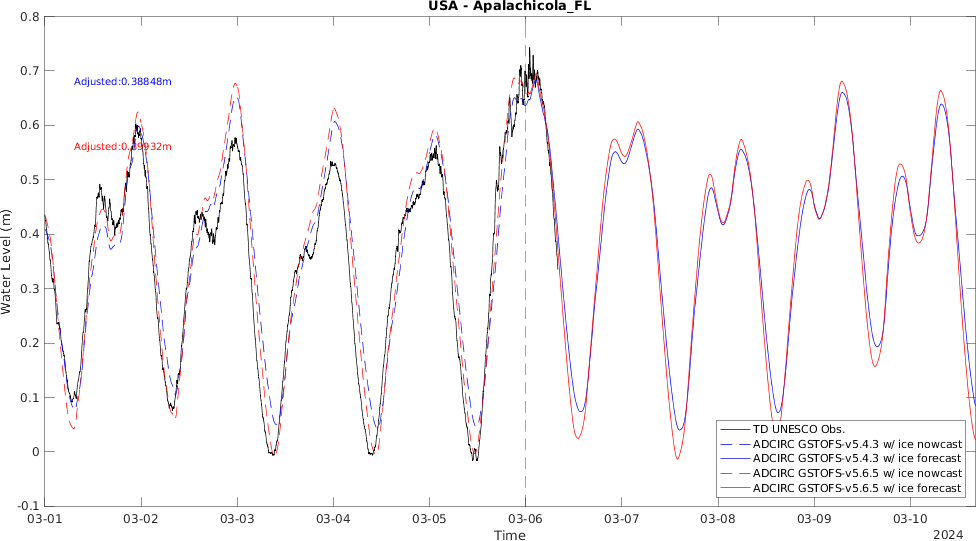 USA - Apalachicola_FL
0.8
0.7
0.6
0.5
0.4
0.3
0.2
0.1
0
-0.1
Water Level (m)
Adjusted:0.38848m
Adjusted:0.39932m
TD UNESCO Obs.
ADCIRC GSTOFS-v5.4.3 w/ ice nowcast
ADCIRC GSTOFS-v5.4.3 w/ ice forecast
ADCIRC GSTOFS-v5.6.5 w/ ice nowcast
ADCIRC GSTOFS-v5.6.5 w/ ice forecast
03-01 03-02 03-03 03-04 03-05 03-06 03-07 03-08 03-09 03-10
Time
2024